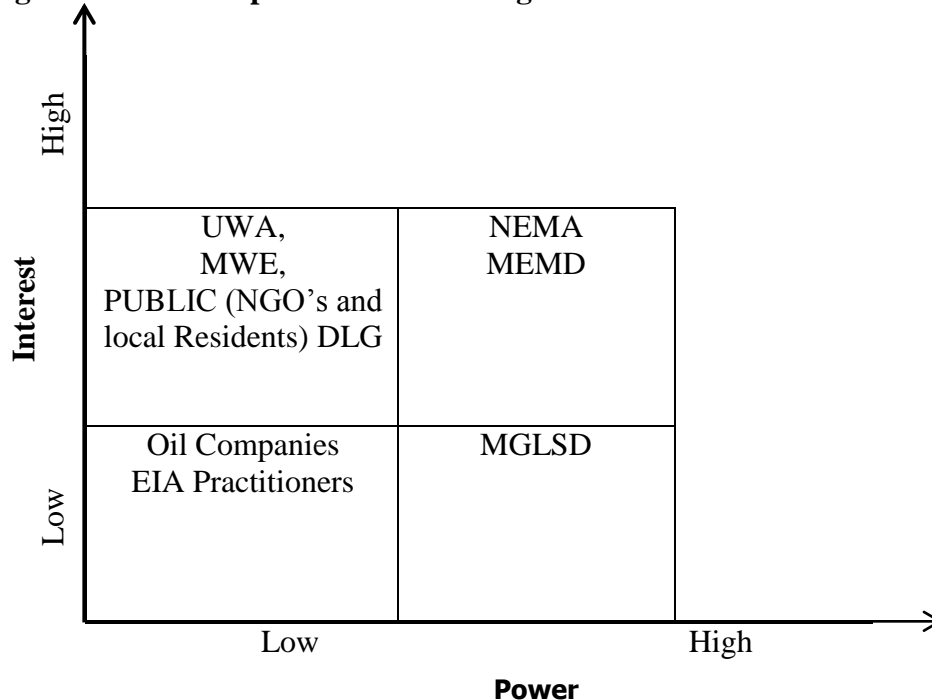 High
Interest
Low
UWA,
MWE,
PUBLIC (NGO’s and
local Residents) DLG
NEMA
MEMD
Oil Companies
EIA Practitioners
MGLSD
Low
High
Power